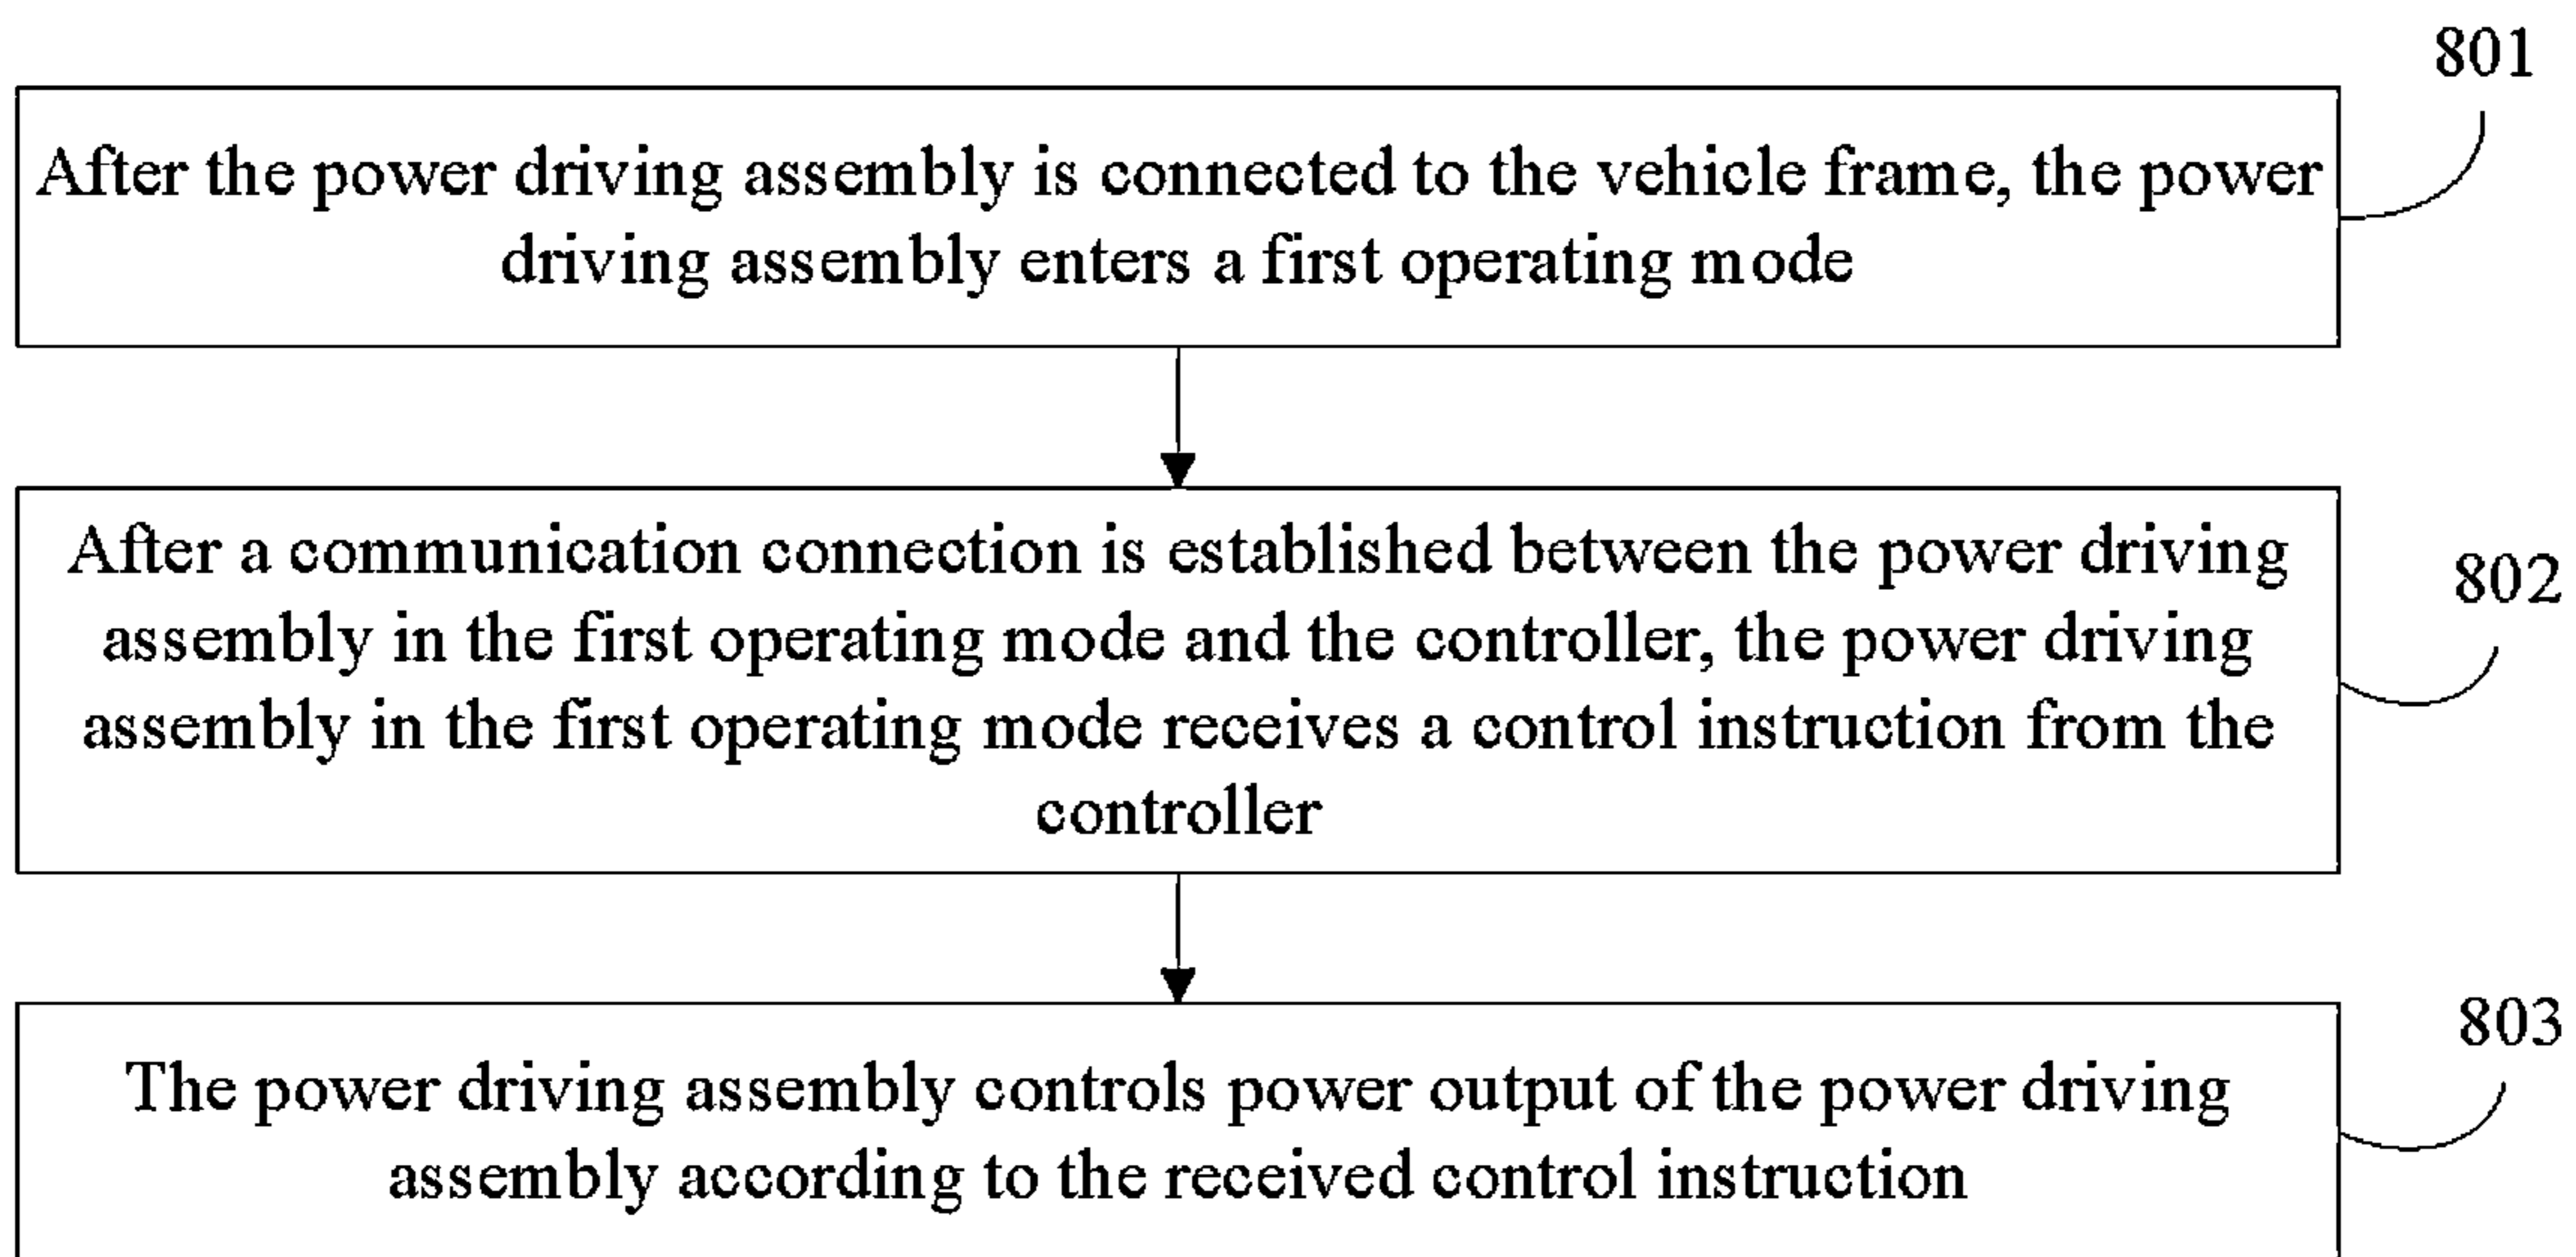 801
After the power driving assembly is connected to the vehicle frame, the power
driving assembly enters a first operating mode
After a communication connection is established between the power driving
assembly in the first operating mode and the controller, the power driving
assembly in the first operating mode receives a control instruction from the
controller
802
The power driving assembly controls power output of the power driving
assembly according to the received control instruction
803